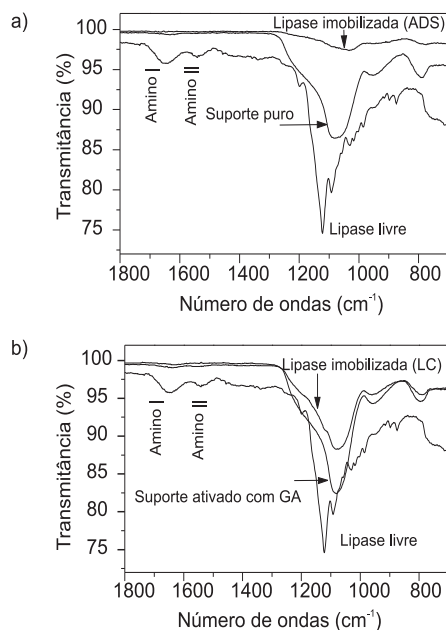 a)
Transmitância (%)
100
95
90
85
80
75
Lipase imobilizada (ADS)
Amino I
Amino II
Suporte puro
Lipase livre
1800 1600 1400 1200 1000 800
Número de ondas (cm⁻¹)
b)
Transmitância (%)
100
95
90
85
80
75
Lipase imobilizada (LC)
Amino I
Amino II
Suporte ativado com GA
Lipase livre
1800 1600 1400 1200 1000 800
Número de ondas (cm⁻¹)